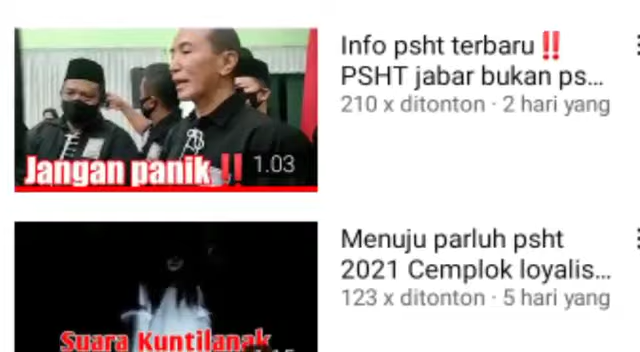 Info psht terbaru‼️
PSHT jabar bukan ps...
210 x ditonton · 2 hari yang
Jangan panik ‼️
1.03
Menuju parluh psht
2021 Cemplok loyalis...
123 x ditonton · 5 hari yang
Suara Kuntilanak